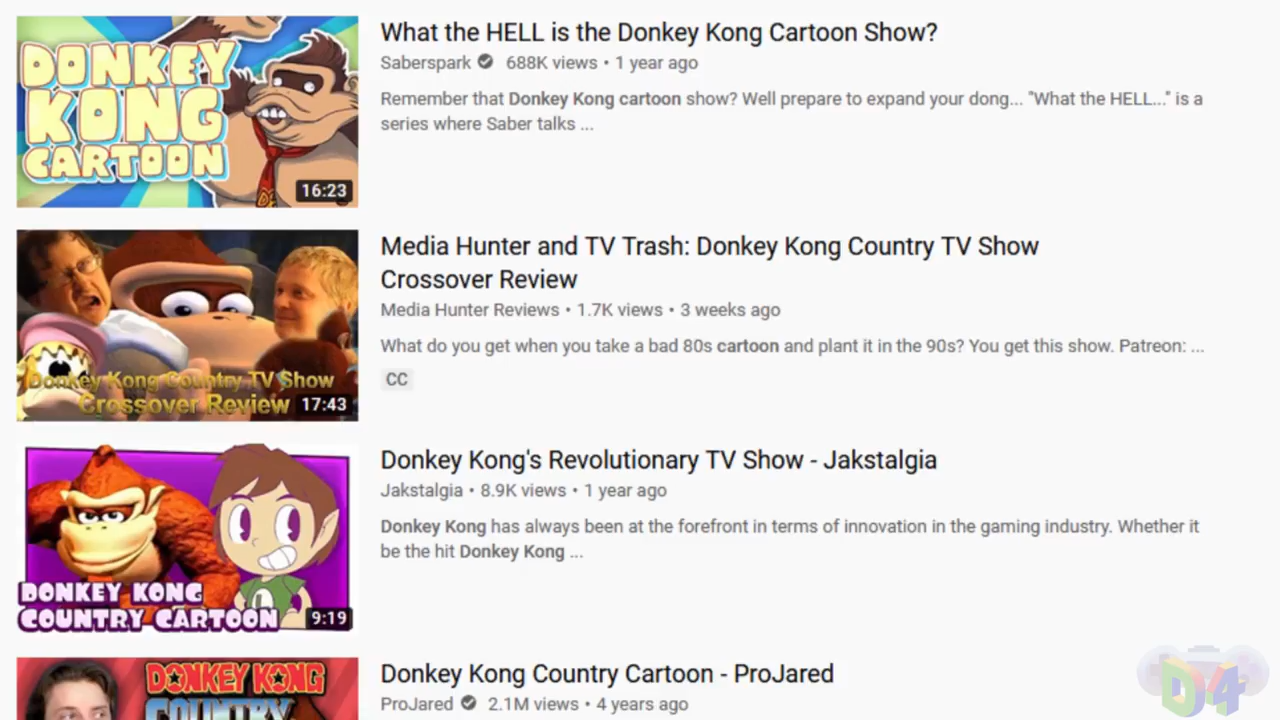 DONKEY
KONG
CARTOON
16:23
What the HELL is the Donkey Kong Cartoon Show?
Saberspark 688K views • 1 year ago
Remember that Donkey Kong cartoon show? Well prepare to expand your dong... "What the HELL..." is a
series where Saber talks ...
Donkey Kong Country TV Show
Crossover Review
17:43
Media Hunter and TV Trash: Donkey Kong Country TV Show
Crossover Review
Media Hunter Reviews • 1.7K views • 3 weeks ago
What do you get when you take a bad 80s cartoon and plant it in the 90s? You get this show. Patreon: ...
CC
DONKEY KONG
COUNTRY CARTOON
9:19
Donkey Kong's Revolutionary TV Show - Jakstalgia
Jakstalgia • 8.9K views • 1 year ago
Donkey Kong has always been at the forefront in terms of innovation in the gaming industry. Whether it
be the hit Donkey Kong ...
DONKEY KONG
COUNTRY
Donkey Kong Country Cartoon - ProJared
ProJared 2.1M views • 4 years ago
D4